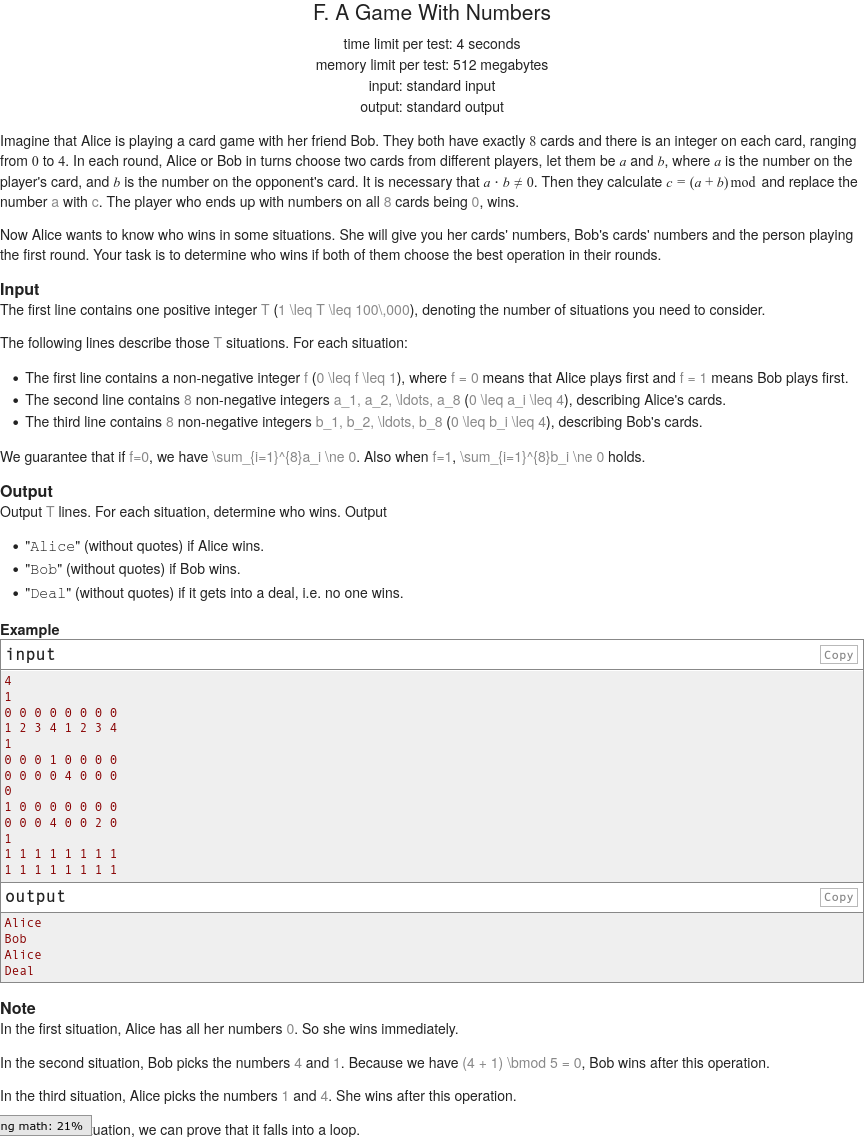 F. A Game With Numbers
time limit per test: 4 seconds
memory limit per test: 512 megabytes
input: standard input
output: standard output
Imagine that Alice is playing a card game with her friend Bob. They both have exactly 8 cards and there is an integer on each card, ranging
from 0 to 4. In each round, Alice or Bob in turns choose two cards from different players, let them be a and b, where a is the number on the
player's card, and b is the number on the opponent's card. It is necessary that a · b ≠ 0. Then they calculate c = (a + b) mod and replace the
number a with c. The player who ends up with numbers on all 8 cards being 0, wins.
Now Alice wants to know who wins in some situations. She will give you her cards' numbers, Bob's cards' numbers and the person playing
the first round. Your task is to determine who wins if both of them choose the best operation in their rounds.
Input
The first line contains one positive integer T (1 \leq T \leq 100\,000), denoting the number of situations you need to consider.
The following lines describe those T situations. For each situation:
• The first line contains a non-negative integer f (0 \leq f \leq 1), where f = 0 means that Alice plays first and f = 1 means Bob plays first.
• The second line contains 8 non-negative integers a_1, a_2, \ldots, a_8 (0 \leq a_i \leq 4), describing Alice's cards.
• The third line contains 8 non-negative integers b_1, b_2, \ldots, b_8 (0 \leq b_i \leq 4), describing Bob's cards.
We guarantee that if f=0, we have \sum_{i=1}^{8}a_i \ne 0. Also when f=1, \sum_{i=1}^{8}b_i \ne 0 holds.
Output
Output T lines. For each situation, determine who wins. Output
• "Alice" (without quotes) if Alice wins.
• "Bob" (without quotes) if Bob wins.
• "Deal" (without quotes) if it gets into a deal, i.e. no one wins.
Example
input Copy
4
1
0 0 0 0 0 0 0 0
1 2 3 4 1 2 3 4
1
0 0 0 1 0 0 0 0
0 0 0 0 4 0 0 0
0
1 0 0 0 0 0 0 0
0 0 0 4 0 0 2 0
1
1 1 1 1 1 1 1 1
1 1 1 1 1 1 1 1
output Copy
Alice
Bob
Alice
Deal
Note
In the first situation, Alice has all her numbers 0. So she wins immediately.
In the second situation, Bob picks the numbers 4 and 1. Because we have (4 + 1) \bmod 5 = 0, Bob wins after this operation.
In the third situation, Alice picks the numbers 1 and 4. She wins after this operation.
ng math: 21% uation, we can prove that it falls into a loop.